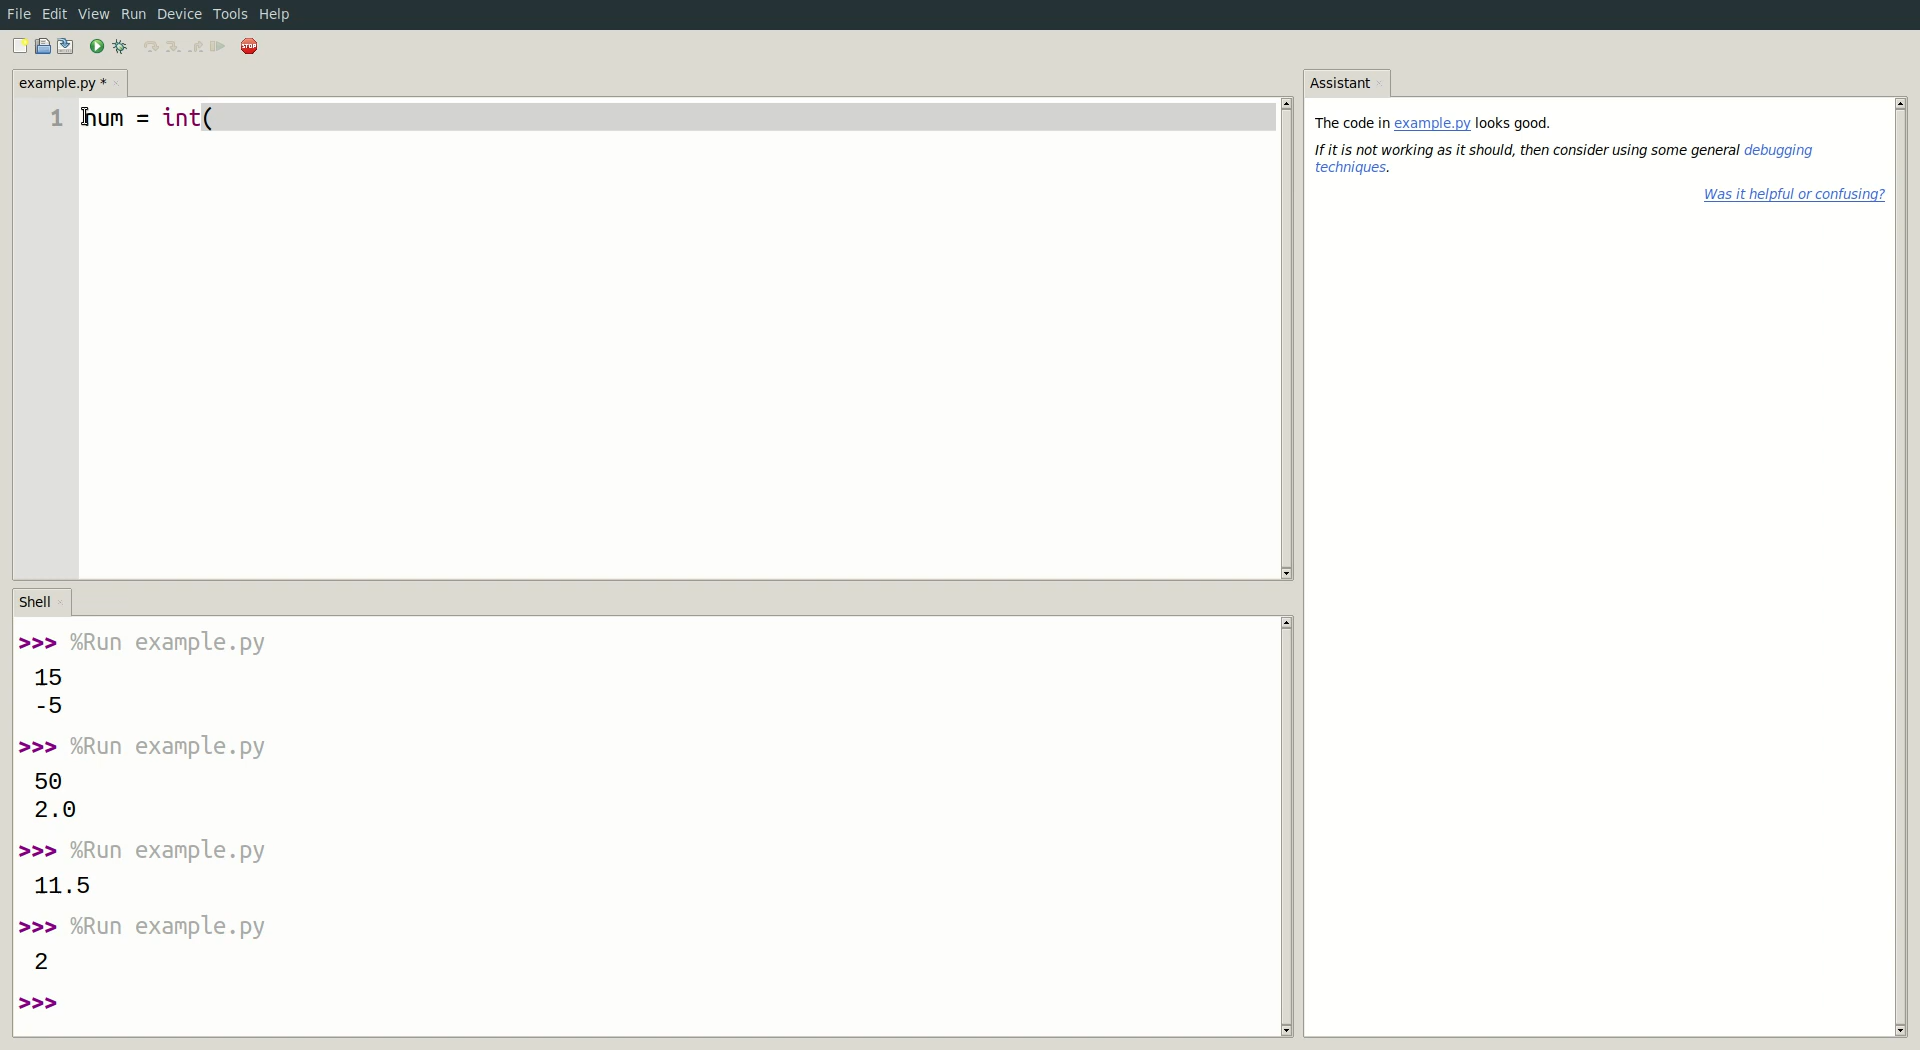 File Edit View Run Device Tools Help
STOP
example.py *
1 num = int(
Shell
>>> %Run example.py
15
-5
>>> %Run example.py
50
2.0
>>> %Run example.py
11.5
>>> %Run example.py
2
>>>
Assistant
The code in example.py looks good.
If it is not working as it should, then consider using some general debugging
techniques.
Was it helpful or confusing?